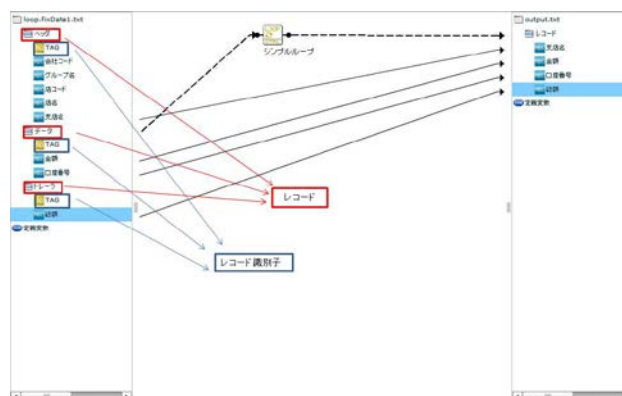 loop.fixData1.txt
ヘッダ
TAG
会社コード
グループ名
店コード
店名
支店名
データ
TAG
金額
口座番号
トレーラ
TAG
総額
定義変数
シンプルループ
レコード
レコード識別子
output.txt
レコード
支店名
金額
口座番号
総額
定義変数